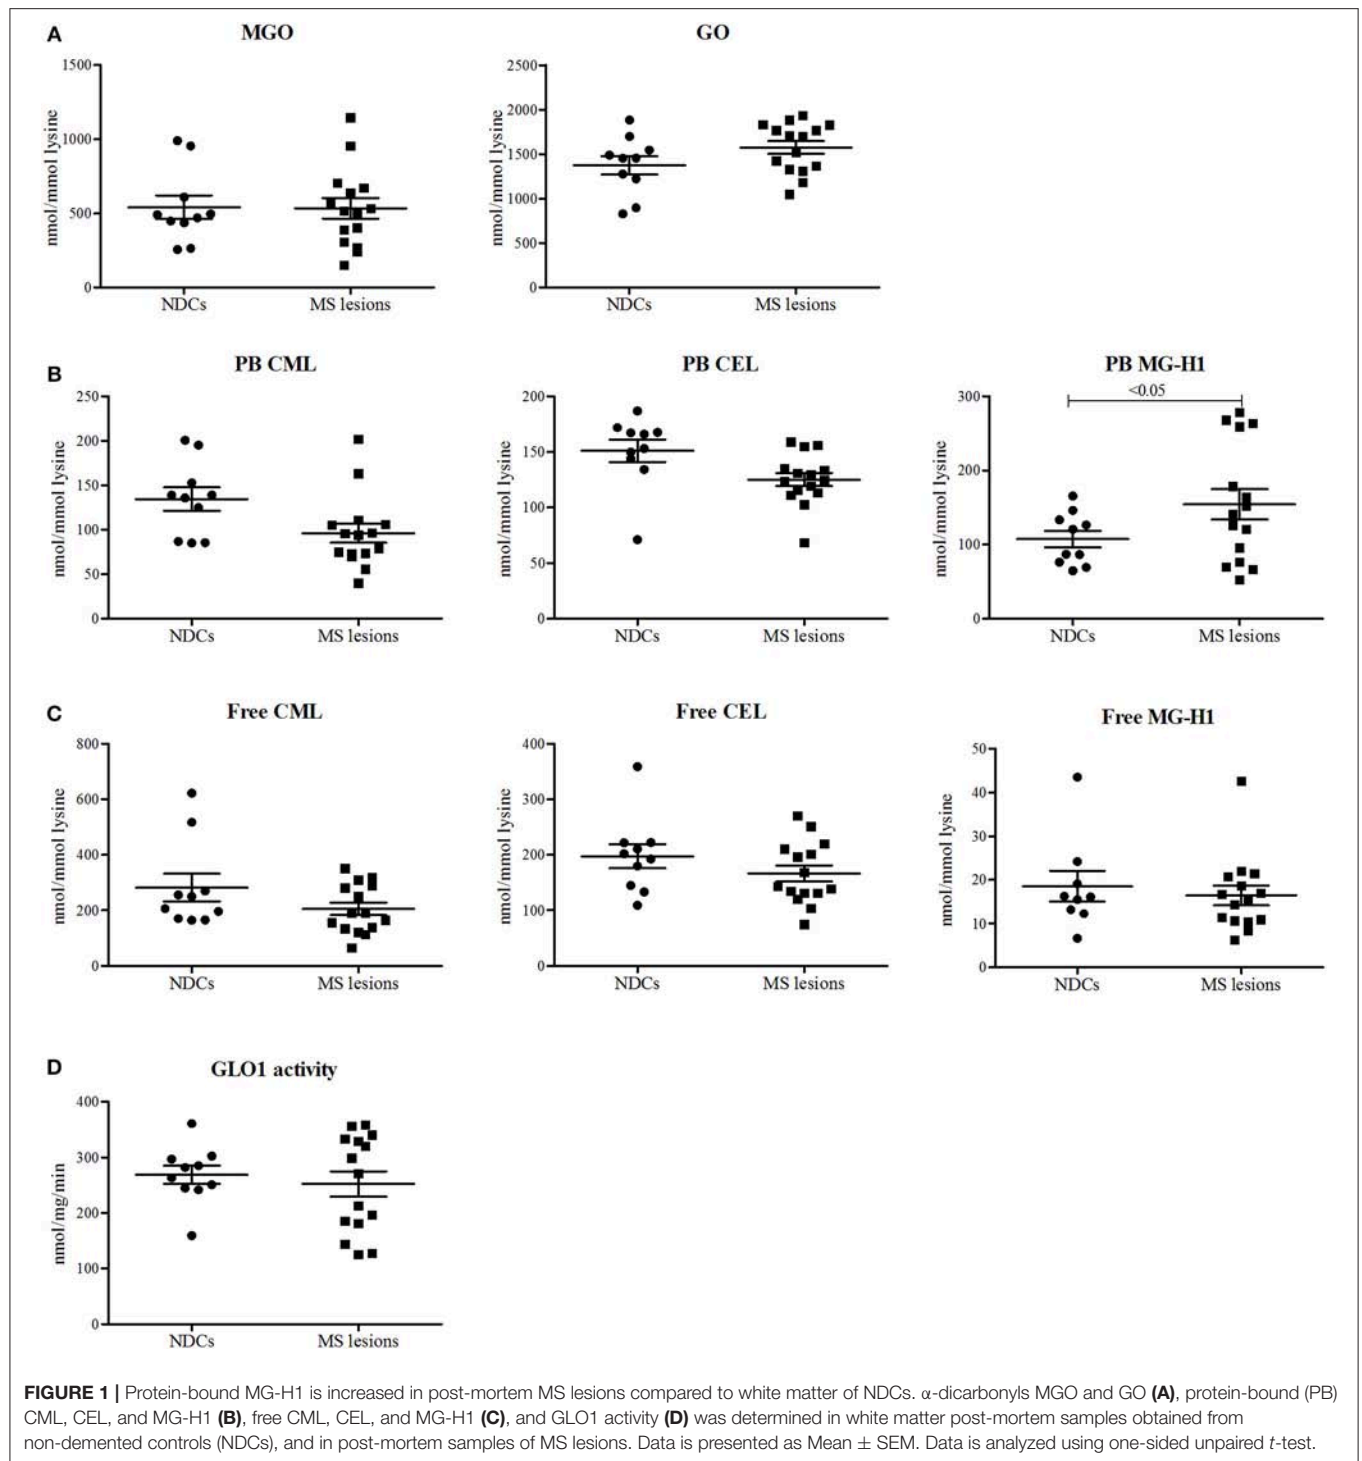 A
MGO
GO
nmol/mmol lysine
1500
1000
500
0
NDCs
MS lesions
nmol/mmol lysine
2500
2000
1500
1000
500
0
NDCs
MS lesions
B
PB CML
PB CEL
PB MG-H1
nmol/mmol lysine
250
200
150
100
50
0
NDCs
MS lesions
nmol/mmol lysine
200
150
100
50
0
NDCs
MS lesions
nmol/mmol lysine
300
200
100
0
<0.05
NDCs
MS lesions
C
Free CML
Free CEL
Free MG-H1
nmol/mmol lysine
800
600
400
200
0
NDCs
MS lesions
nmol/mmol lysine
400
300
200
100
0
NDCs
MS lesions
nmol/mmol lysine
50
40
30
20
10
0
NDCs
MS lesions
D
GLO1 activity
nmol/mg/min
400
300
200
100
0
NDCs
MS lesions
FIGURE 1 | Protein-bound MG-H1 is increased in post-mortem MS lesions compared to white matter of NDCs. α-dicarbonyls MGO and GO (A), protein-bound (PB)
CML, CEL, and MG-H1 (B), free CML, CEL, and MG-H1 (C), and GLO1 activity (D) was determined in white matter post-mortem samples obtained from
non-demented controls (NDCs), and in post-mortem samples of MS lesions. Data is presented as Mean ± SEM. Data is analyzed using one-sided unpaired t-test.